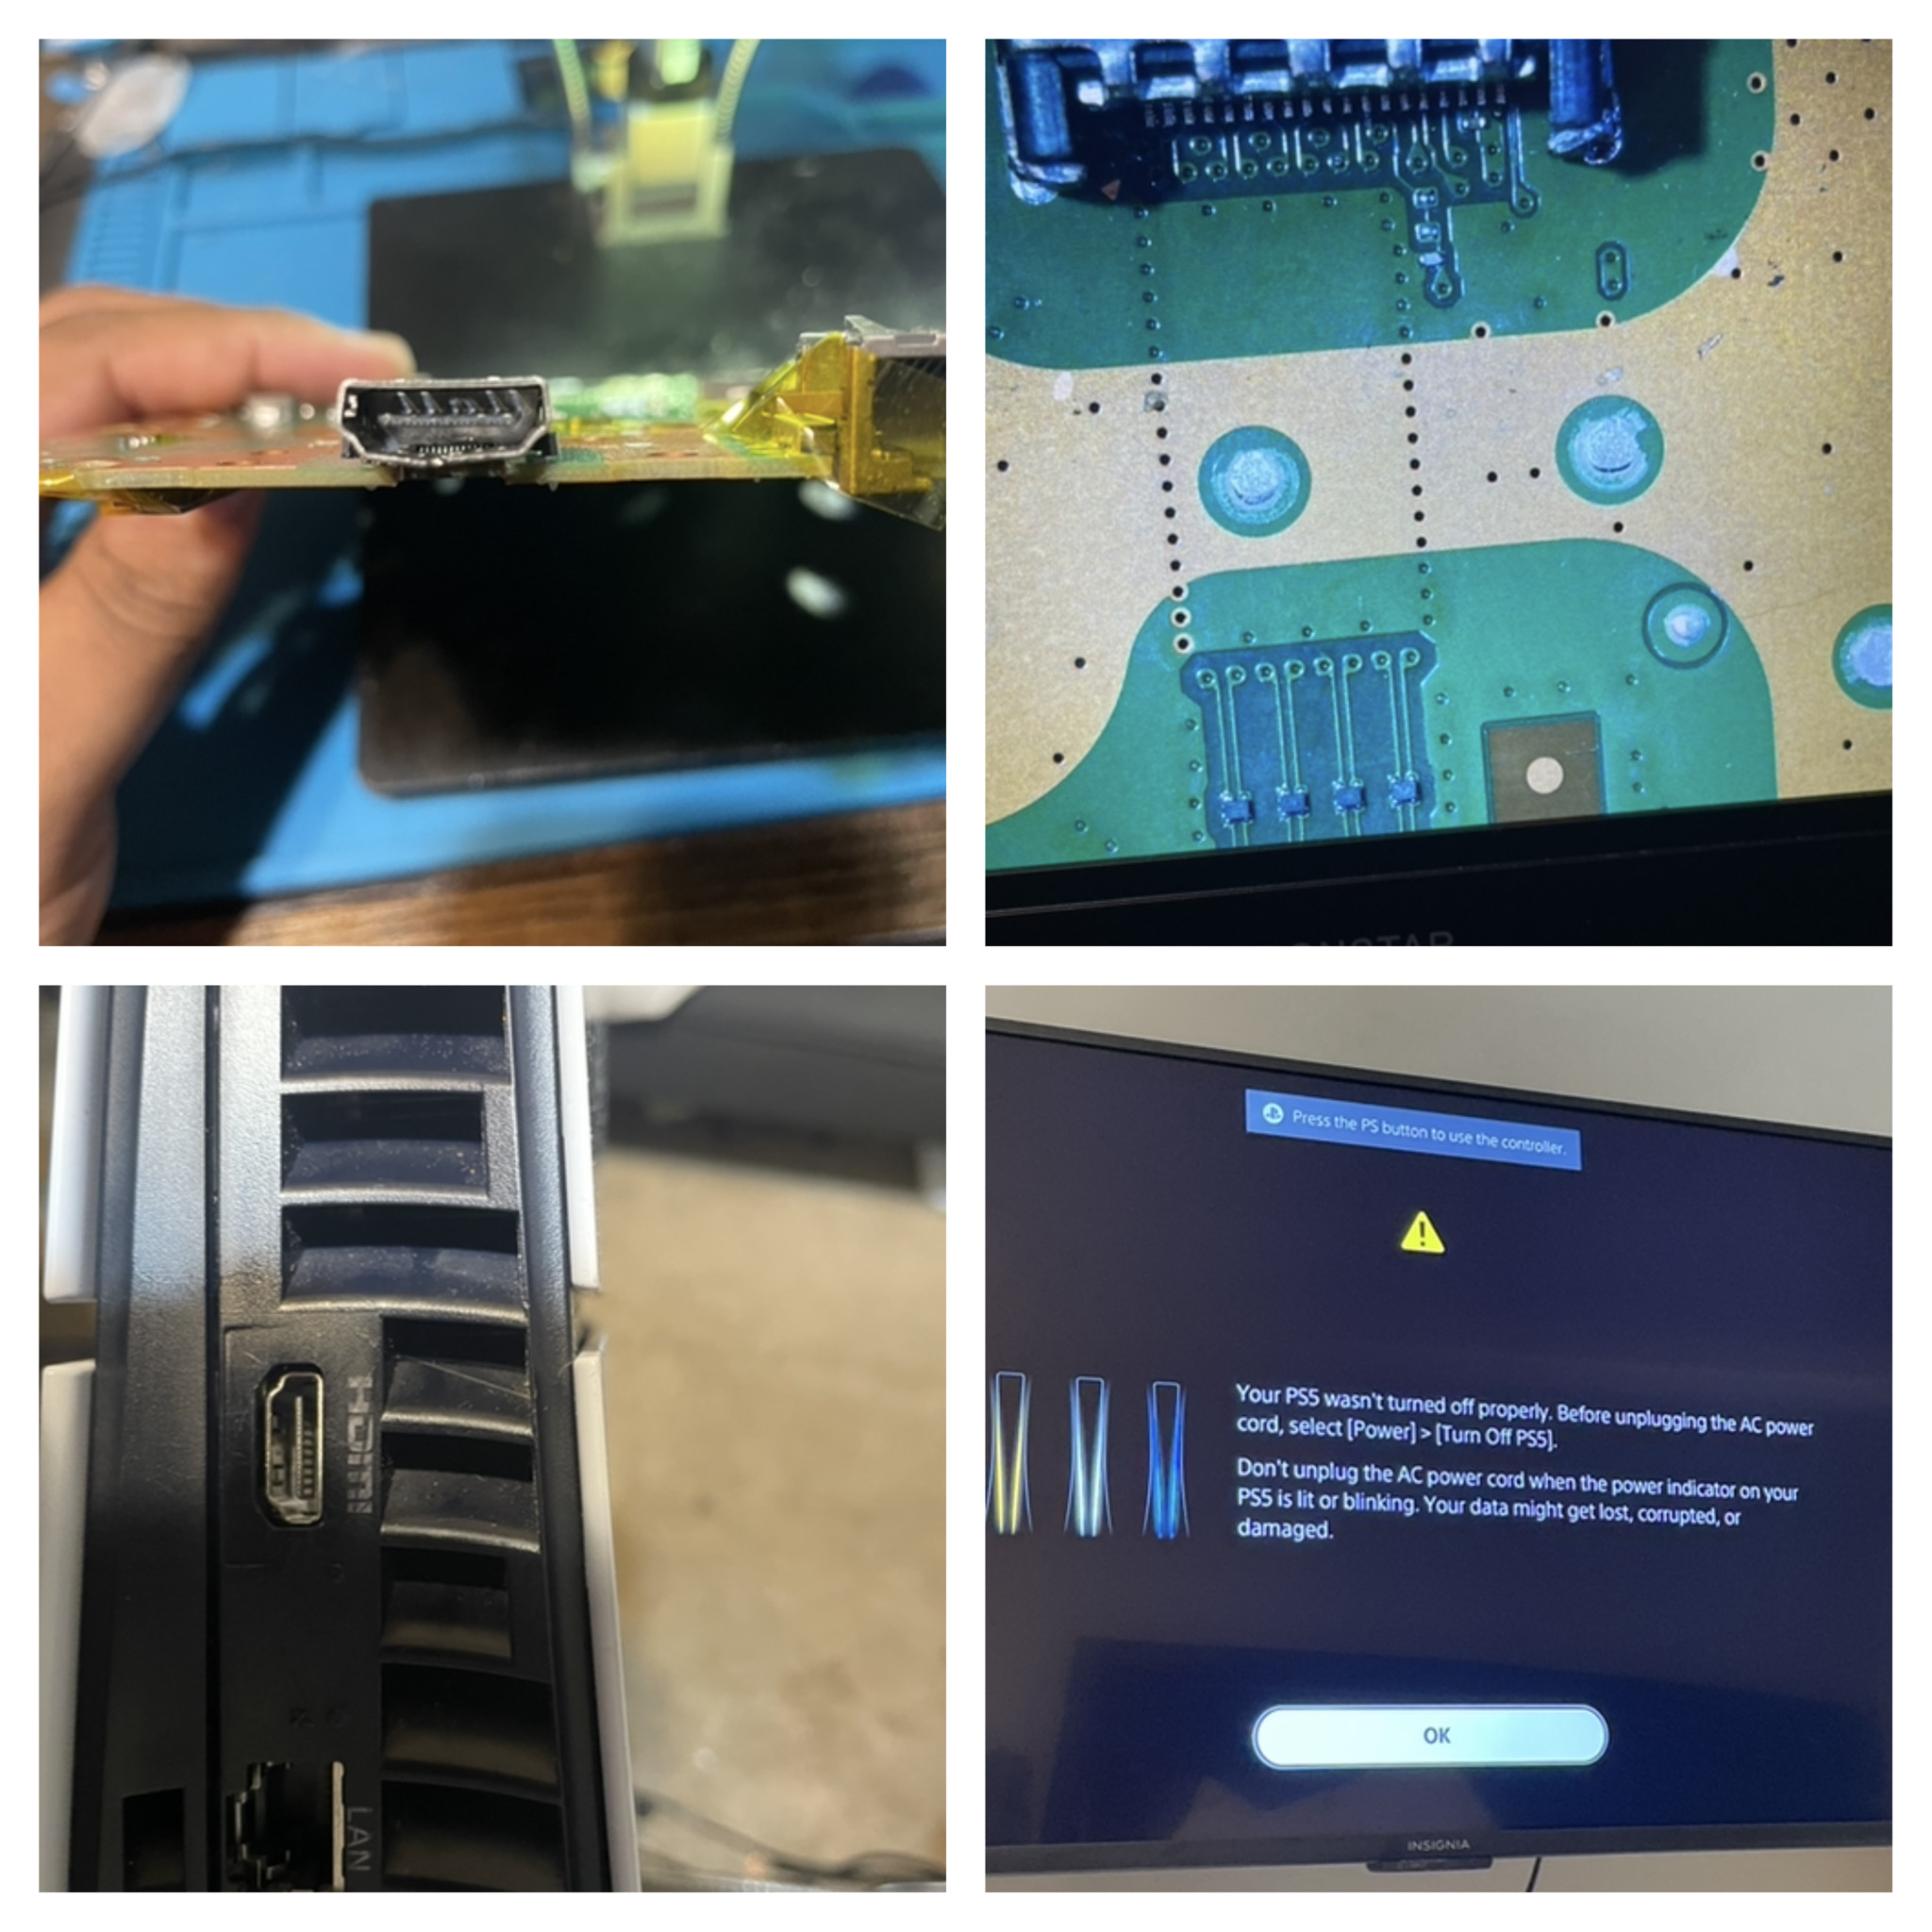 HDMI
LAN
Press the PS button to use the controller.
Your PS5 wasn't turned off properly. Before unplugging the AC power
cord, select [Power] > [Turn Off PS5].
Don't unplug the AC power cord when the power indicator on your
PS5 is lit or blinking. Your data might get lost, corrupted, or
damaged.
OK
INSIGNIA